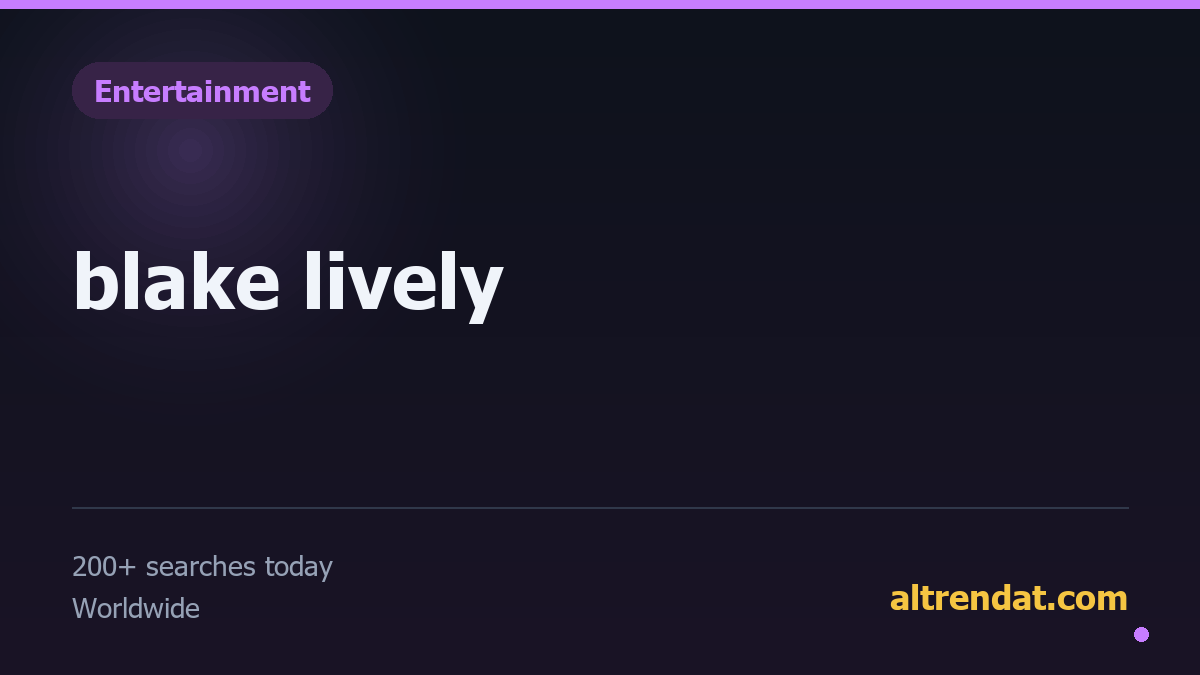 Entertainment
blake lively
200+ searches today
Worldwide
altrendat.com